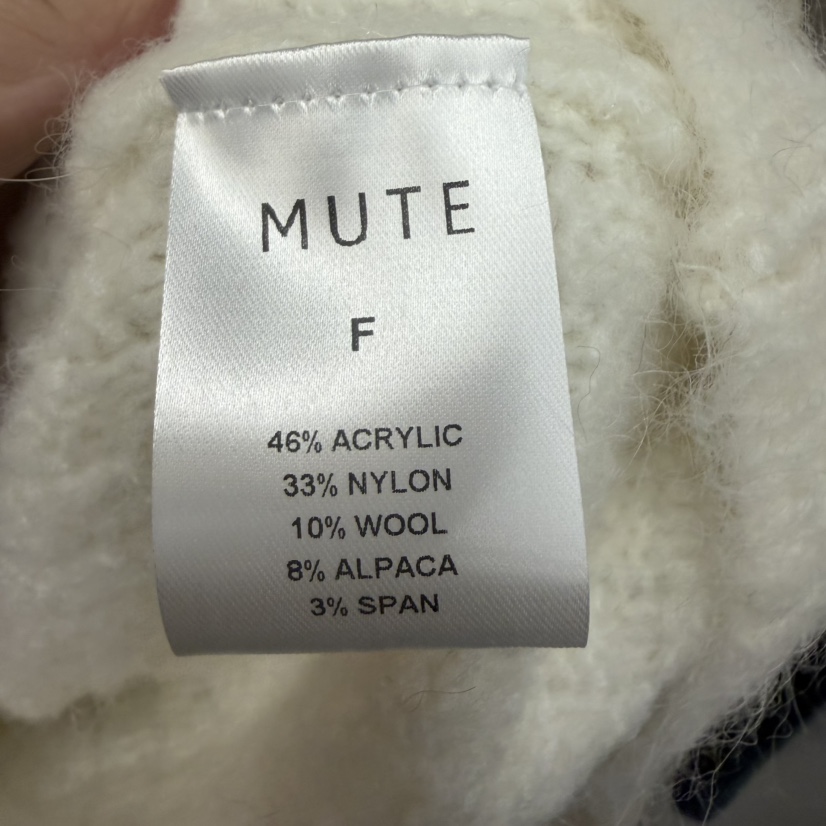 MUTE
F
46% ACRYLIC
33% NYLON
10% WOOL
8% ALPACA
3% SPAN